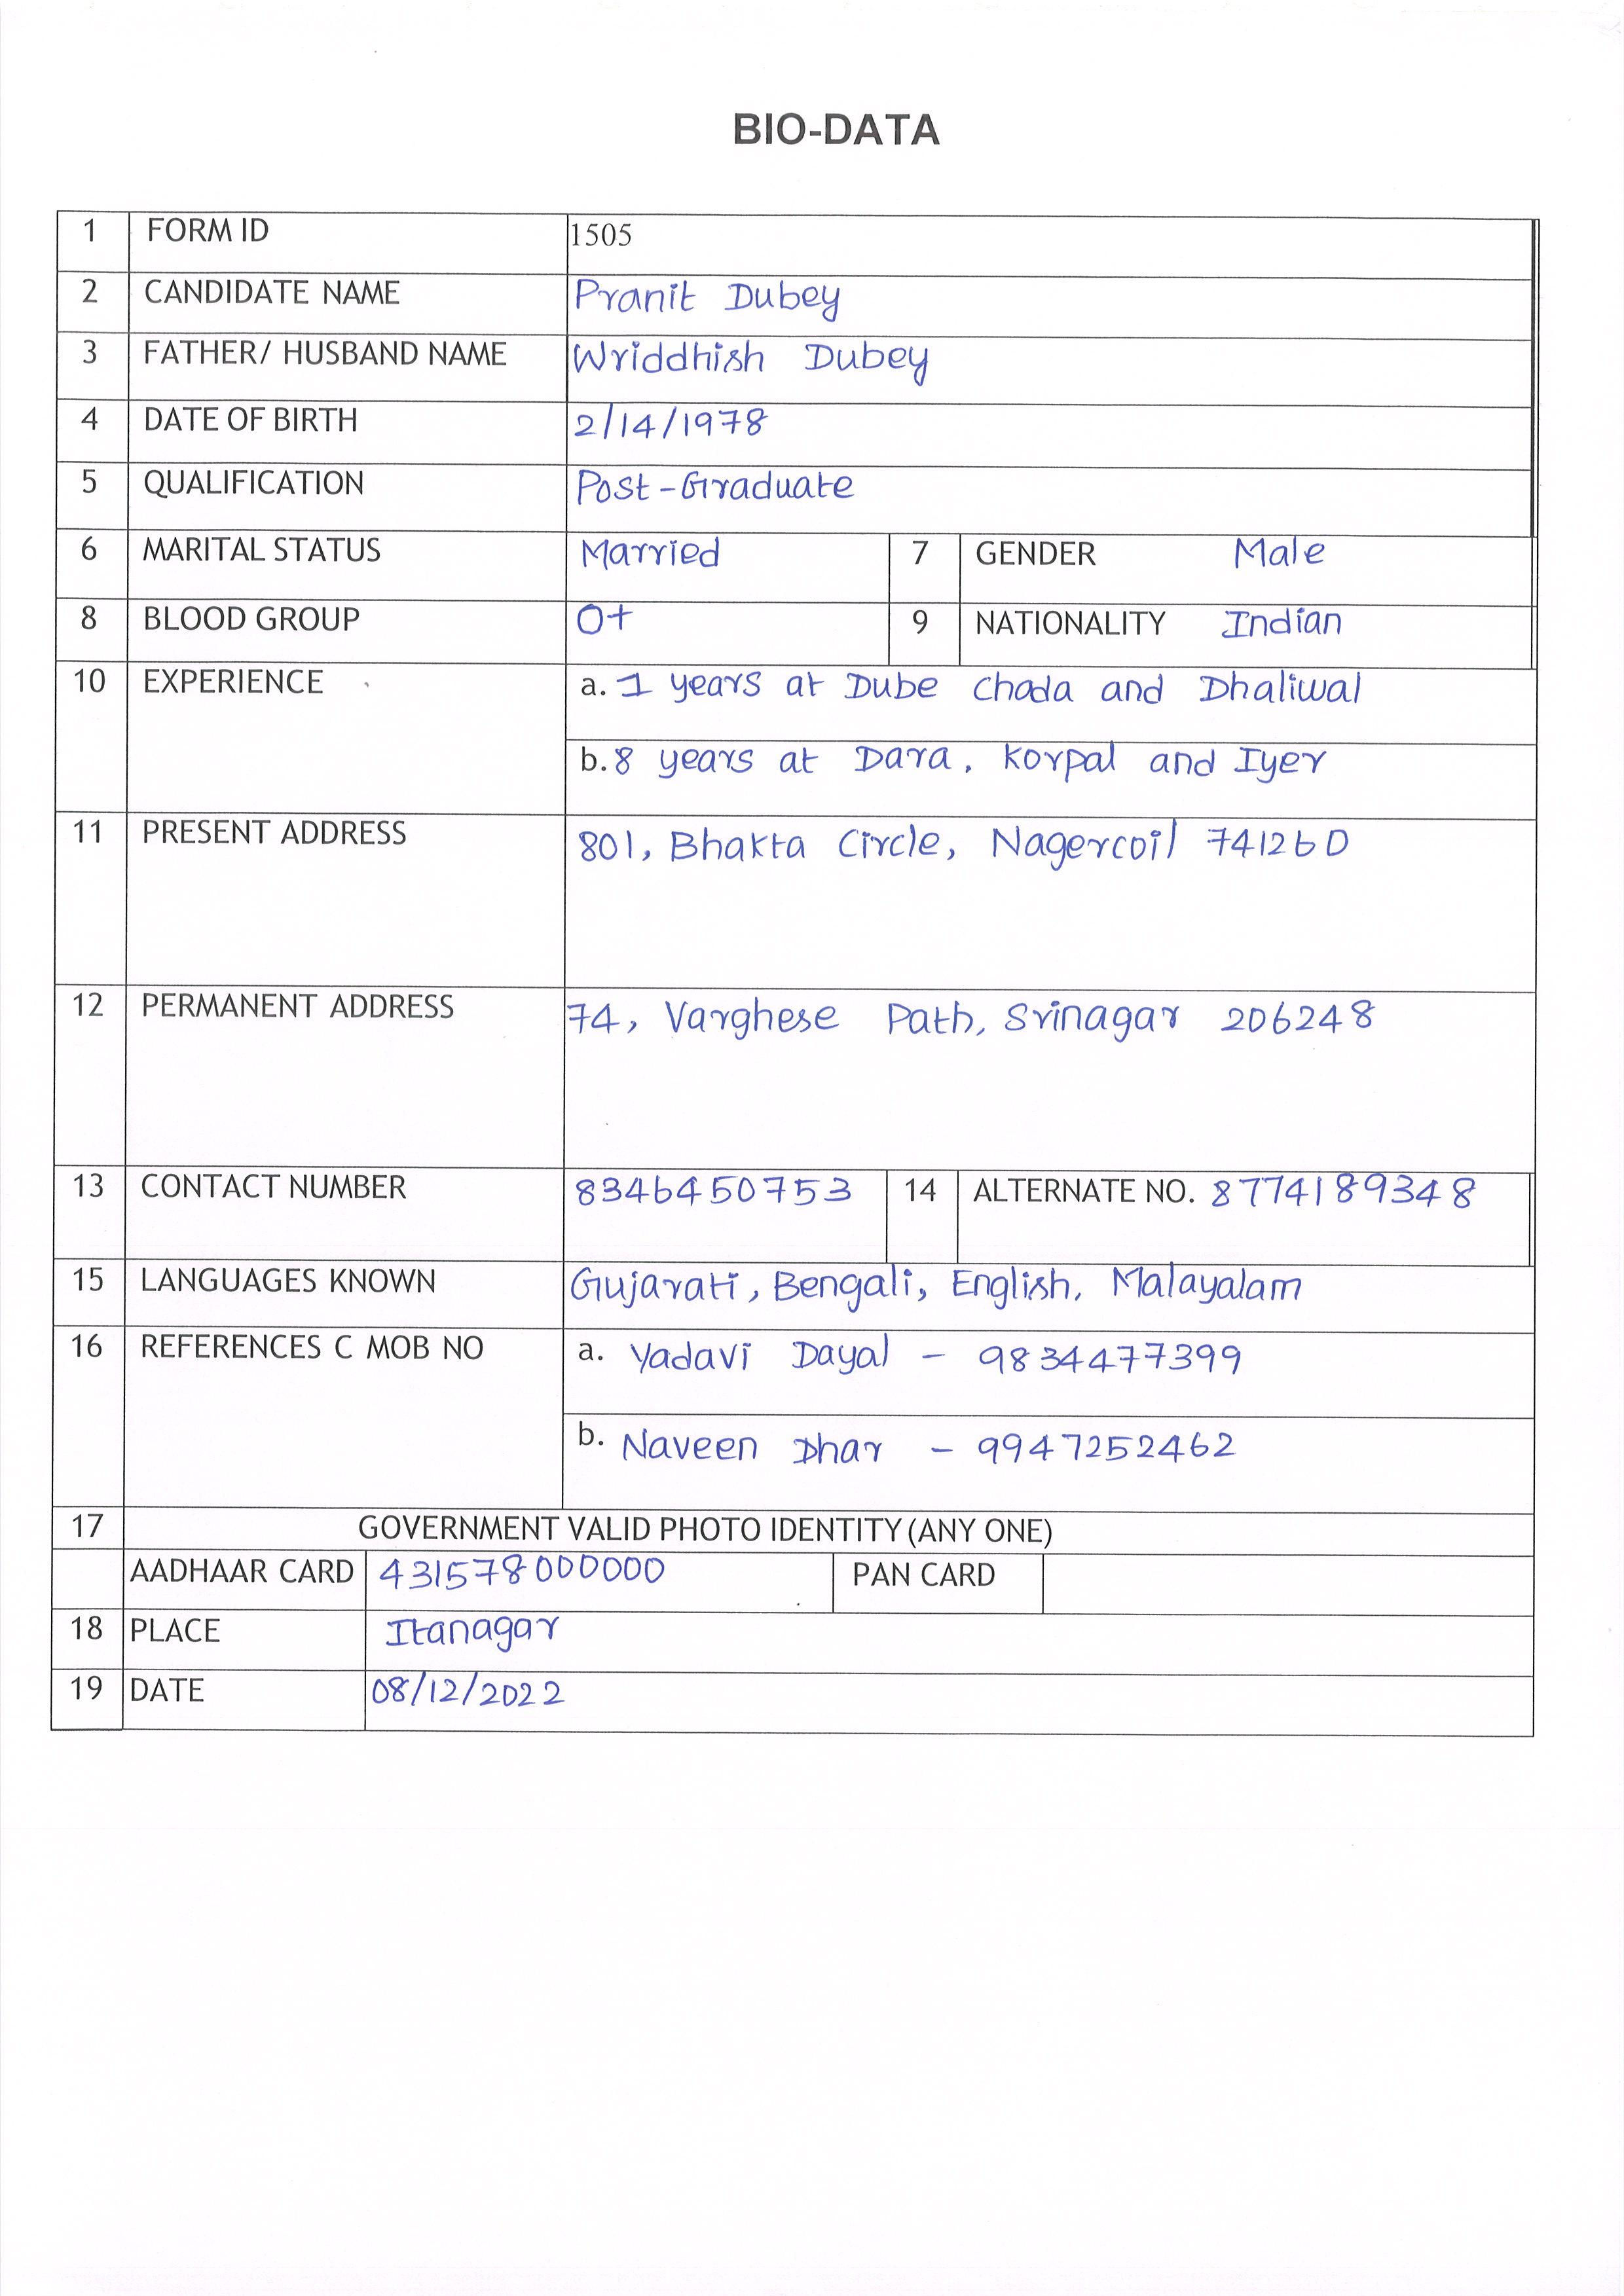 BIO-DATA
1 FORM ID 1505
2 CANDIDATE NAME Pranit Dubey
3 FATHER/ HUSBAND NAME Wriddhish Dubey
4 DATE OF BIRTH 2/14/1978
5 QUALIFICATION Post-Graduate
6 MARITAL STATUS Married 7 GENDER Male
8 BLOOD GROUP O+ 9 NATIONALITY Indian
10 EXPERIENCE a. 1 years at Dube Chada and Dhaliwal
b. 8 years at Dara, Korpal and Iyer
11 PRESENT ADDRESS 801, Bhakta Circle, Nagercoil 741260
12 PERMANENT ADDRESS 74, Varghese Path, Srinagar 206248
13 CONTACT NUMBER 8346450753 14 ALTERNATE NO. 8774189348
15 LANGUAGES KNOWN Gujarati, Bengali, English, Malayalam
16 REFERENCES C MOB NO a. Yadavi Dayal - 9834477399
b. Naveen Dhar - 9947252462
17 GOVERNMENT VALID PHOTO IDENTITY (ANY ONE)
AADHAAR CARD 431578000000 PAN CARD
18 PLACE Itanagar
19 DATE 08/12/2022